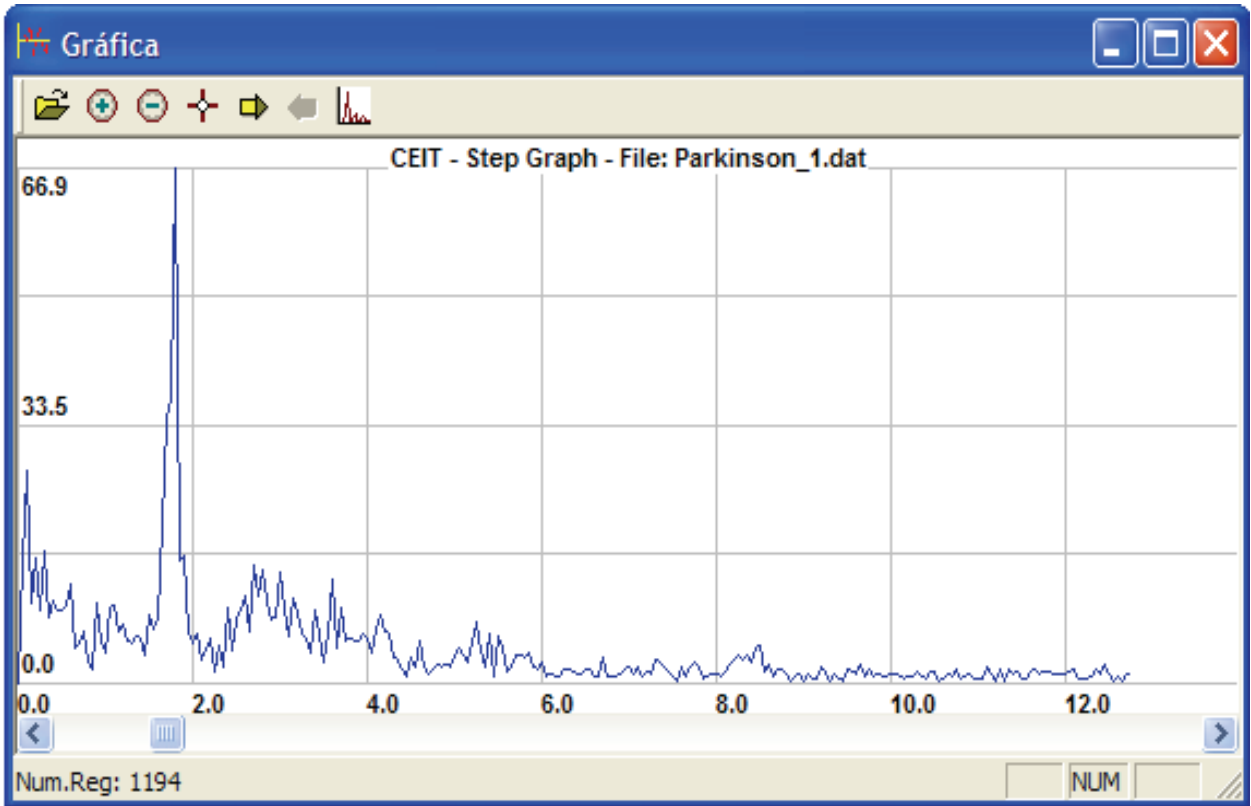 Gráfica
CEIT - Step Graph - File: Parkinson_1.dat
66.9
33.5
0.0
0.0 2.0 4.0 6.0 8.0 10.0 12.0
Num.Reg: 1194 NUM